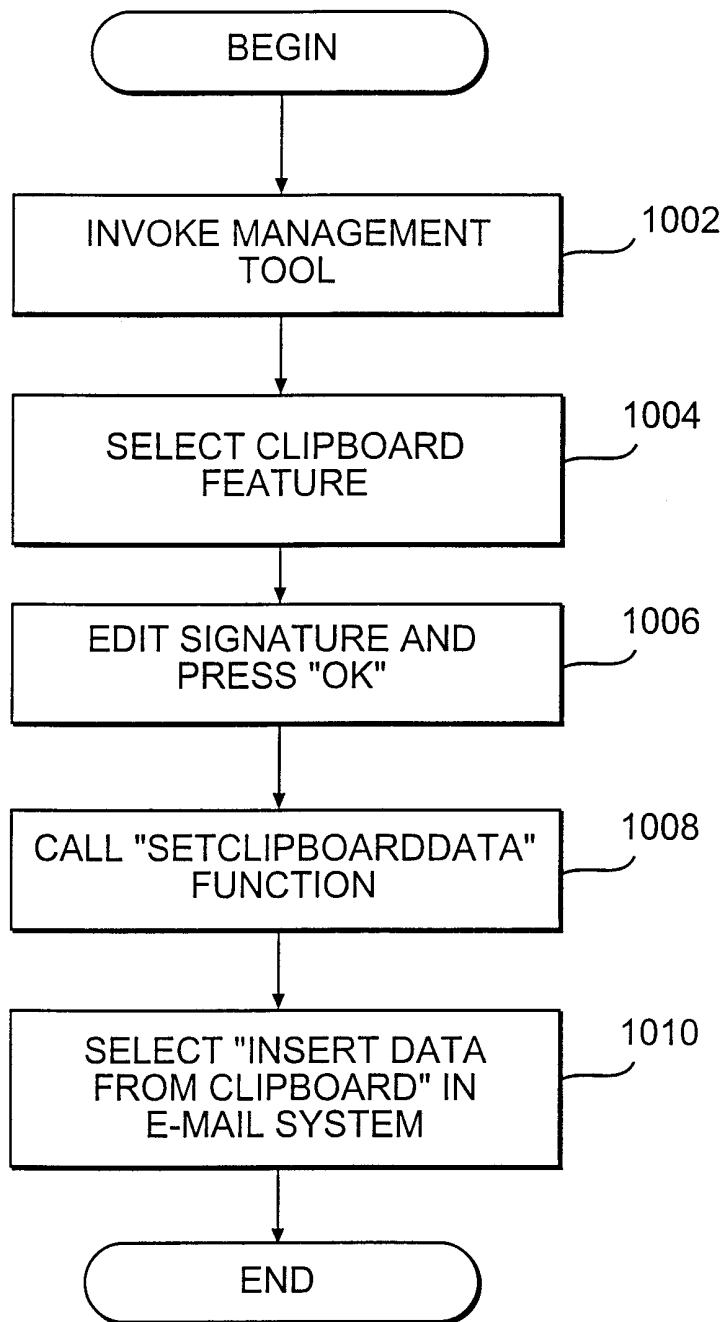 BEGIN
INVOKE MANAGEMENT
TOOL
1002
SELECT CLIPBOARD
FEATURE
1004
EDIT SIGNATURE AND
PRESS "OK"
1006
CALL "SETCLIPBOARDDATA"
FUNCTION
1008
SELECT "INSERT DATA
FROM CLIPBOARD" IN
E-MAIL SYSTEM
1010
END